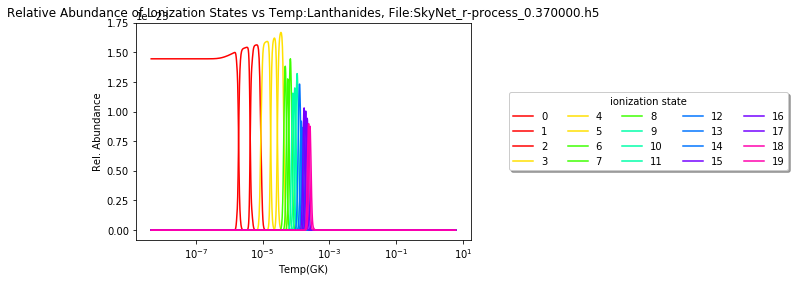 Relative Abundance of Ionization States vs Temp:Lanthanides, File:SkyNet_r-process_0.370000.h5
1e−23
1.75
1.50
1.25
1.00
0.75
0.50
0.25
0.00
Rel. Abundance
10⁻⁷ 10⁻⁵ 10⁻³ 10⁻¹ 10¹
Temp(GK)
ionization state
0 4 8 12 16
1 5 9 13 17
2 6 10 14 18
3 7 11 15 19